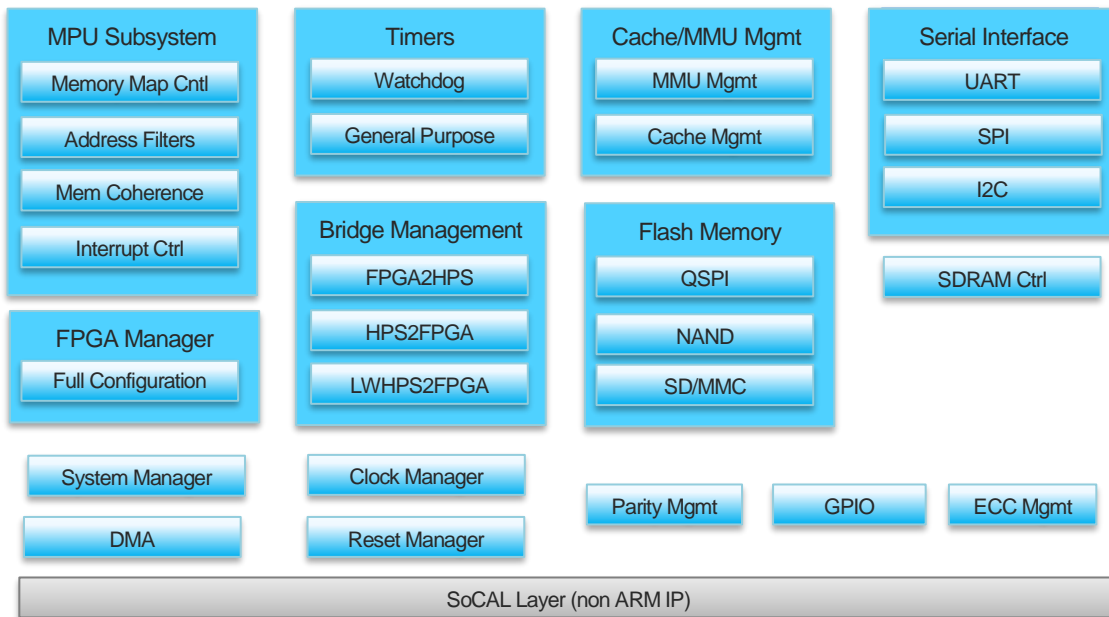 MPU Subsystem
Memory Map Cntl
Address Filters
Mem Coherence
Interrupt Ctrl
FPGA Manager
Full Configuration
System Manager
DMA
Timers
Watchdog
General Purpose
Bridge Management
FPGA2HPS
HPS2FPGA
LWHPS2FPGA
Clock Manager
Reset Manager
Cache/MMU Mgmt
MMU Mgmt
Cache Mgmt
Flash Memory
QSPI
NAND
SD/MMC
Serial Interface
UART
SPI
I2C
SDRAM Ctrl
Parity Mgmt
GPIO
ECC Mgmt
SoCAL Layer (non ARM IP)